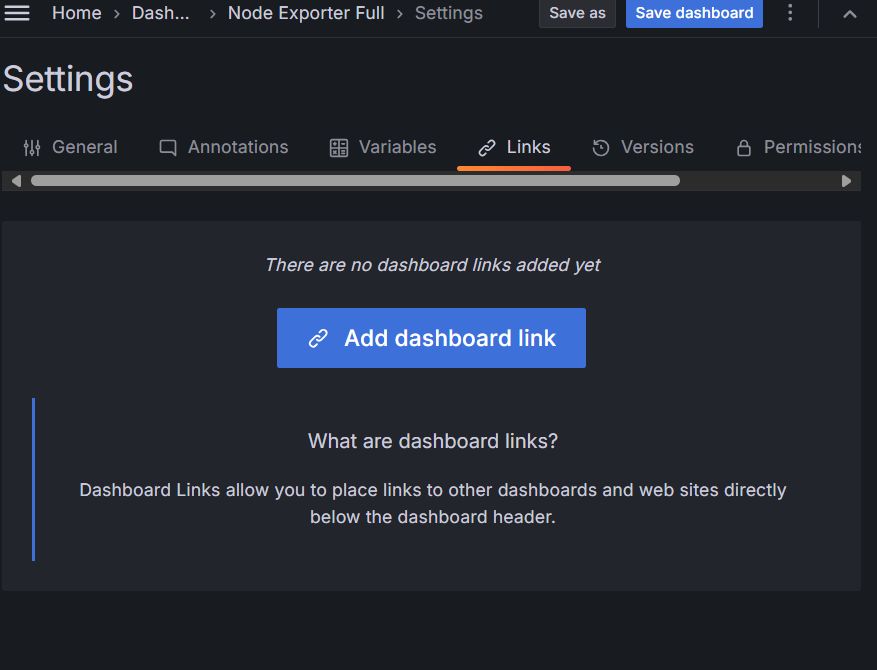 Home › Dash... › Node Exporter Full › Settings Save as Save dashboard
Settings
General Annotations Variables Links Versions Permissions
There are no dashboard links added yet
Add dashboard link
What are dashboard links?
Dashboard Links allow you to place links to other dashboards and web sites directly
below the dashboard header.